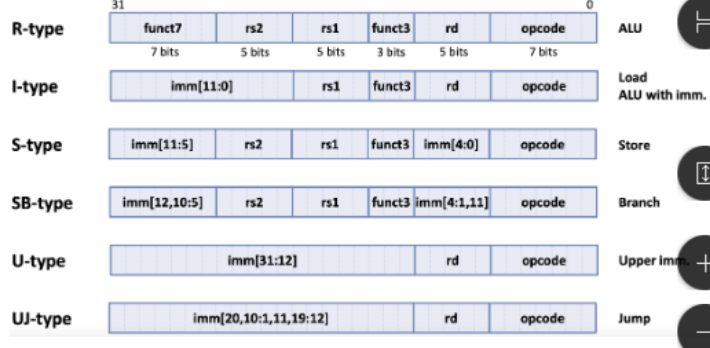 31 0
R-type funct7 rs2 rs1 funct3 rd opcode ALU
7 bits 5 bits 5 bits 3 bits 5 bits 7 bits
I-type imm[11:0] rs1 funct3 rd opcode Load
ALU with imm.
S-type imm[11:5] rs2 rs1 funct3 imm[4:0] opcode Store
SB-type imm[12,10:5] rs2 rs1 funct3 imm[4:1,11] opcode Branch
U-type imm[31:12] rd opcode Upper imm.
UJ-type imm[20,10:1,11,19:12] rd opcode Jump